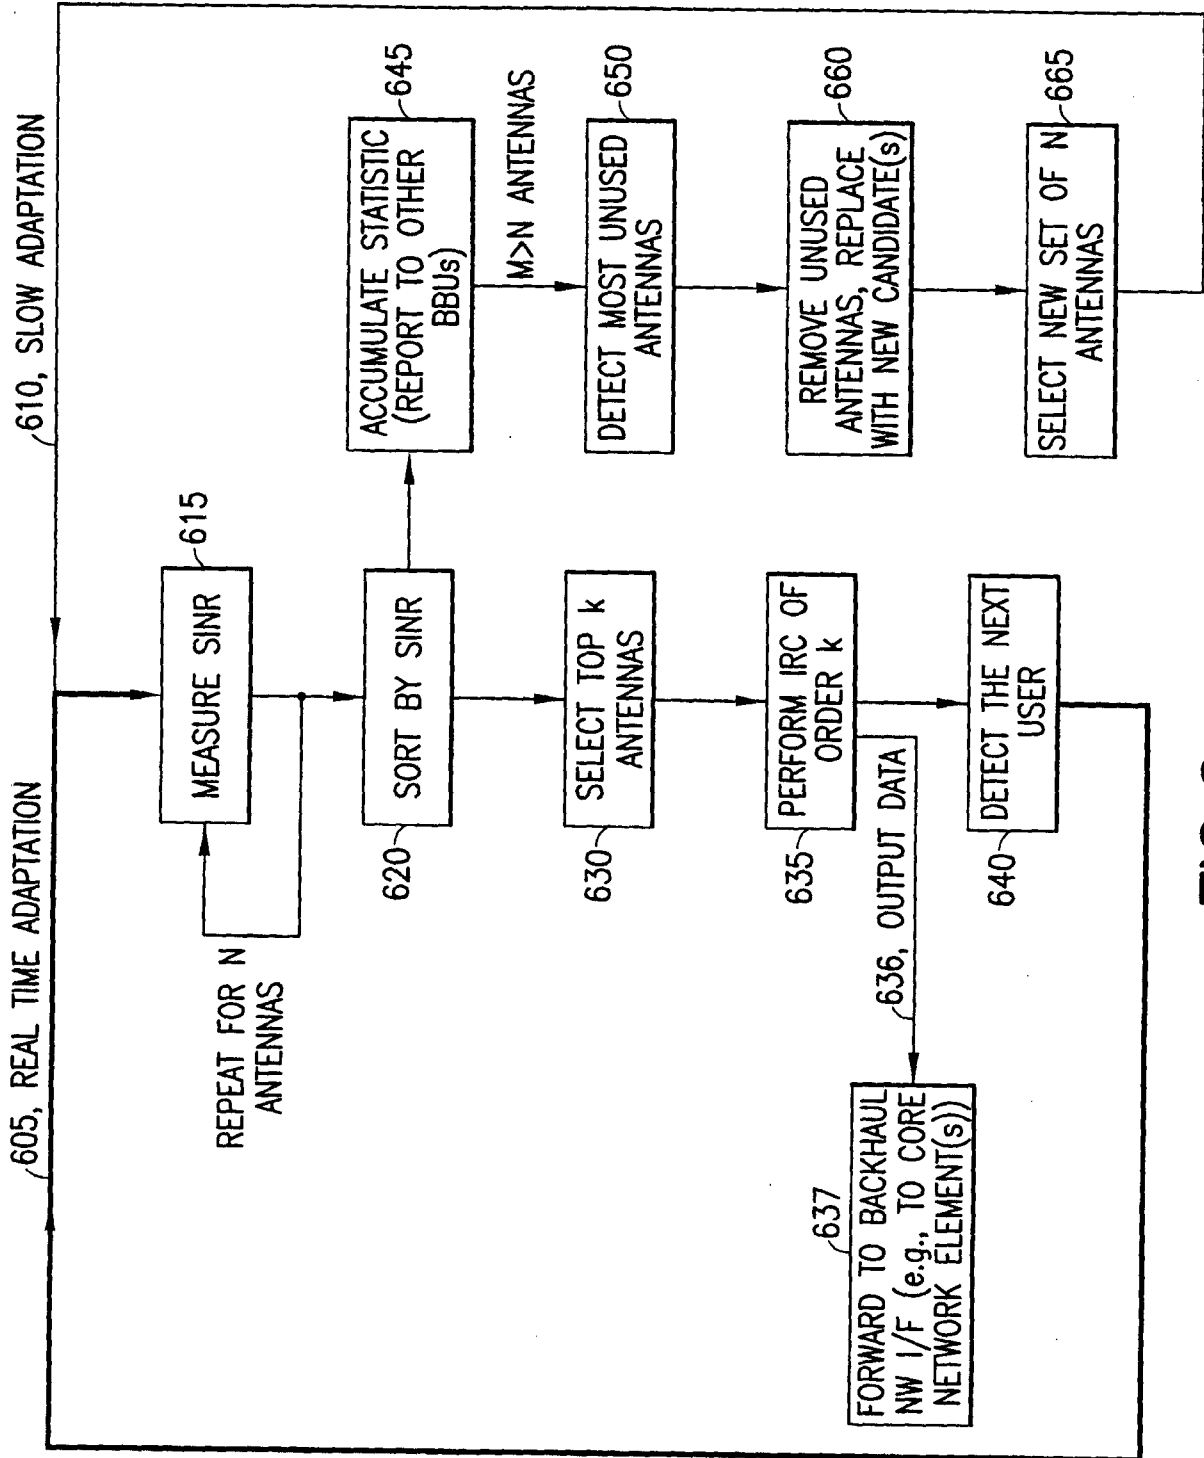 605, REAL TIME ADAPTATION
610, SLOW ADAPTATION
MEASURE SINR
615
REPEAT FOR N
ANTENNAS
SORT BY SINR
620
ACCUMULATE STATISTIC
(REPORT TO OTHER
BBUs)
645
M>N ANTENNAS
SELECT TOP k
ANTENNAS
630
DETECT MOST UNUSED
ANTENNAS
650
PERFORM IRC OF
ORDER k
635
636, OUTPUT DATA
REMOVE UNUSED
ANTENNAS, REPLACE
WITH NEW CANDIDATE(s)
660
637
FORWARD TO BACKHAUL
NW I/F (e.g., TO CORE
NETWORK ELEMENT(s))
DETECT THE NEXT
USER
640
SELECT NEW SET OF N
ANTENNAS
665